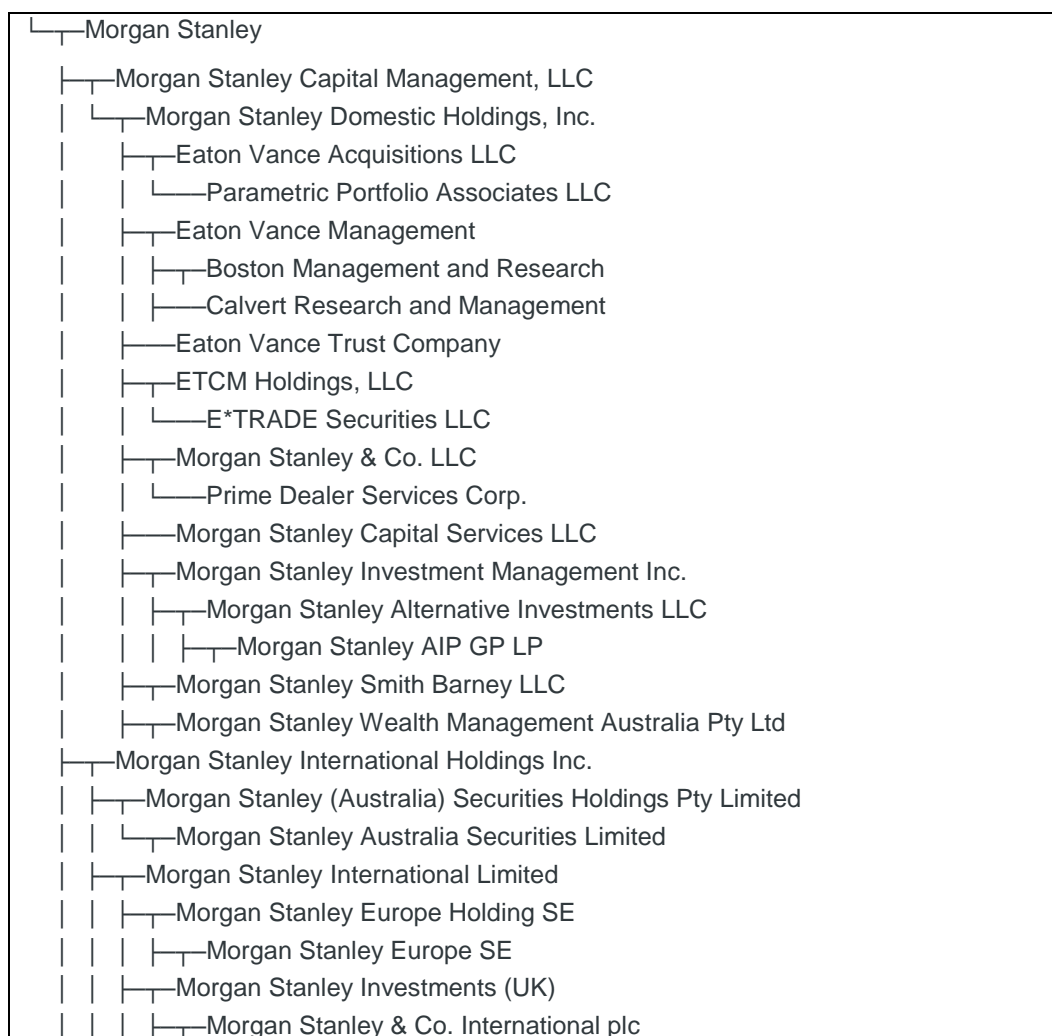 Morgan Stanley
Morgan Stanley Capital Management, LLC
Morgan Stanley Domestic Holdings, Inc.
Eaton Vance Acquisitions LLC
Parametric Portfolio Associates LLC
Eaton Vance Management
Boston Management and Research
Calvert Research and Management
Eaton Vance Trust Company
ETCM Holdings, LLC
E*TRADE Securities LLC
Morgan Stanley & Co. LLC
Prime Dealer Services Corp.
Morgan Stanley Capital Services LLC
Morgan Stanley Investment Management Inc.
Morgan Stanley Alternative Investments LLC
Morgan Stanley AIP GP LP
Morgan Stanley Smith Barney LLC
Morgan Stanley Wealth Management Australia Pty Ltd
Morgan Stanley International Holdings Inc.
Morgan Stanley (Australia) Securities Holdings Pty Limited
Morgan Stanley Australia Securities Limited
Morgan Stanley International Limited
Morgan Stanley Europe Holding SE
Morgan Stanley Europe SE
Morgan Stanley Investments (UK)
Morgan Stanley & Co. International plc